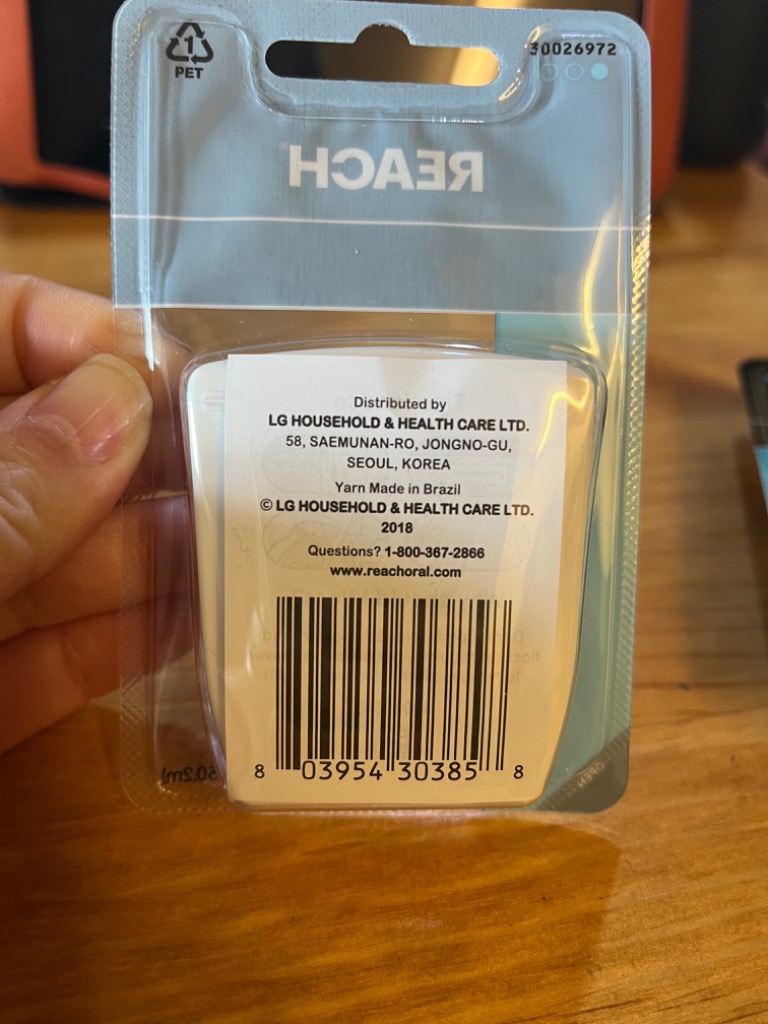 1
PET
30026972
REACH
Distributed by
LG HOUSEHOLD & HEALTH CARE LTD.
58, SAEMUNAN-RO, JONGNO-GU,
SEOUL, KOREA
Yarn Made in Brazil
© LG HOUSEHOLD & HEALTH CARE LTD.
2018
Questions? 1-800-367-2866
www.reachoral.com
8 03954 30385 8
50.2m)
OPEN